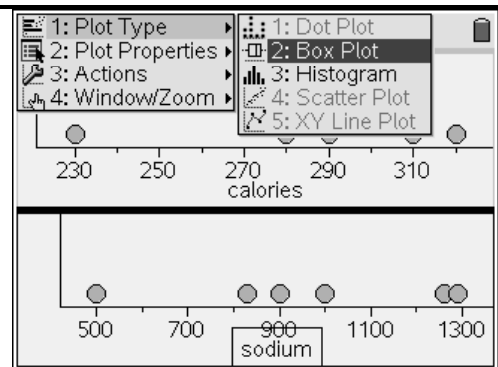 1: Plot Type
2: Plot Properties
3: Actions
4: Window/Zoom
1: Dot Plot
2: Box Plot
3: Histogram
4: Scatter Plot
5: XY Line Plot
230 250 270 290 310
calories
500 700 900 1100 1300
sodium